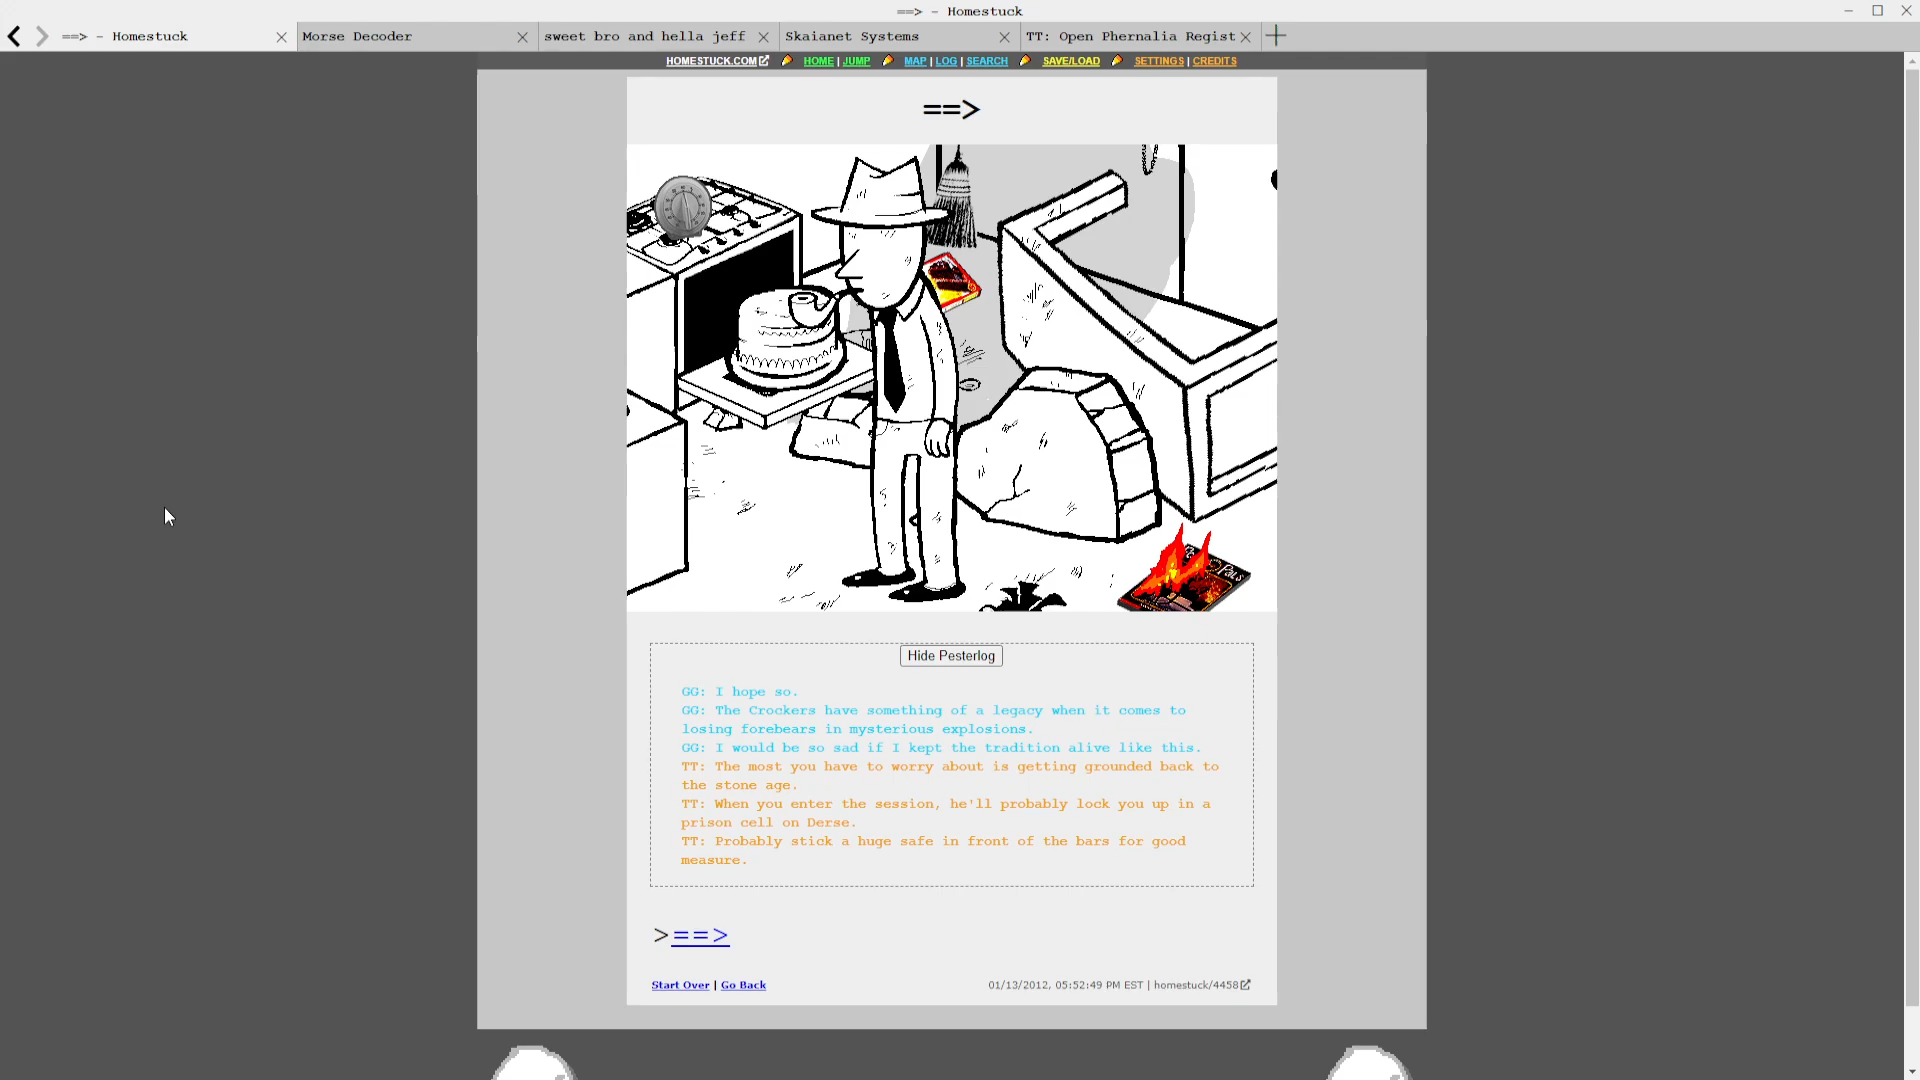 ==> - Homestuck
==> - Homestuck
Morse Decoder
sweet bro and hella jeff
Skaianet Systems
TT: Open Phernalia Regist
HOMESTUCK.COM HOME | JUMP MAP | LOG | SEARCH SAVE/LOAD SETTINGS | CREDITS
==>
Pals
Hide Pesterlog
GG: I hope so.
GG: The Crockers have something of a legacy when it comes to
losing forebears in mysterious explosions.
GG: I would be so sad if I kept the tradition alive like this.
TT: The most you have to worry about is getting grounded back to
the stone age.
TT: When you enter the session, he'll probably lock you up in a
prison cell on Derse.
TT: Probably stick a huge safe in front of the bars for good
measure.
>==>
Start Over | Go Back
01/13/2012, 05:52:49 PM EST | homestuck/4458